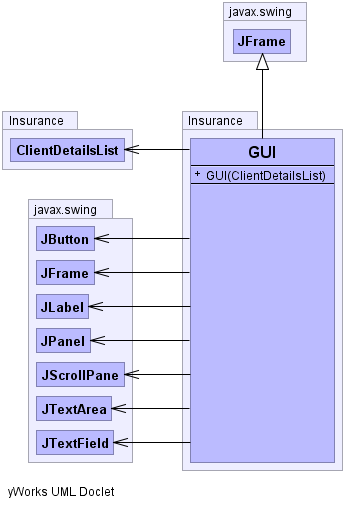 javax.swing
JFrame
Insurance
ClientDetailsList
Insurance
GUI
+ GUI(ClientDetailsList)
javax.swing
JButton
JFrame
JLabel
JPanel
JScrollPane
JTextArea
JTextField
yWorks UML Doclet